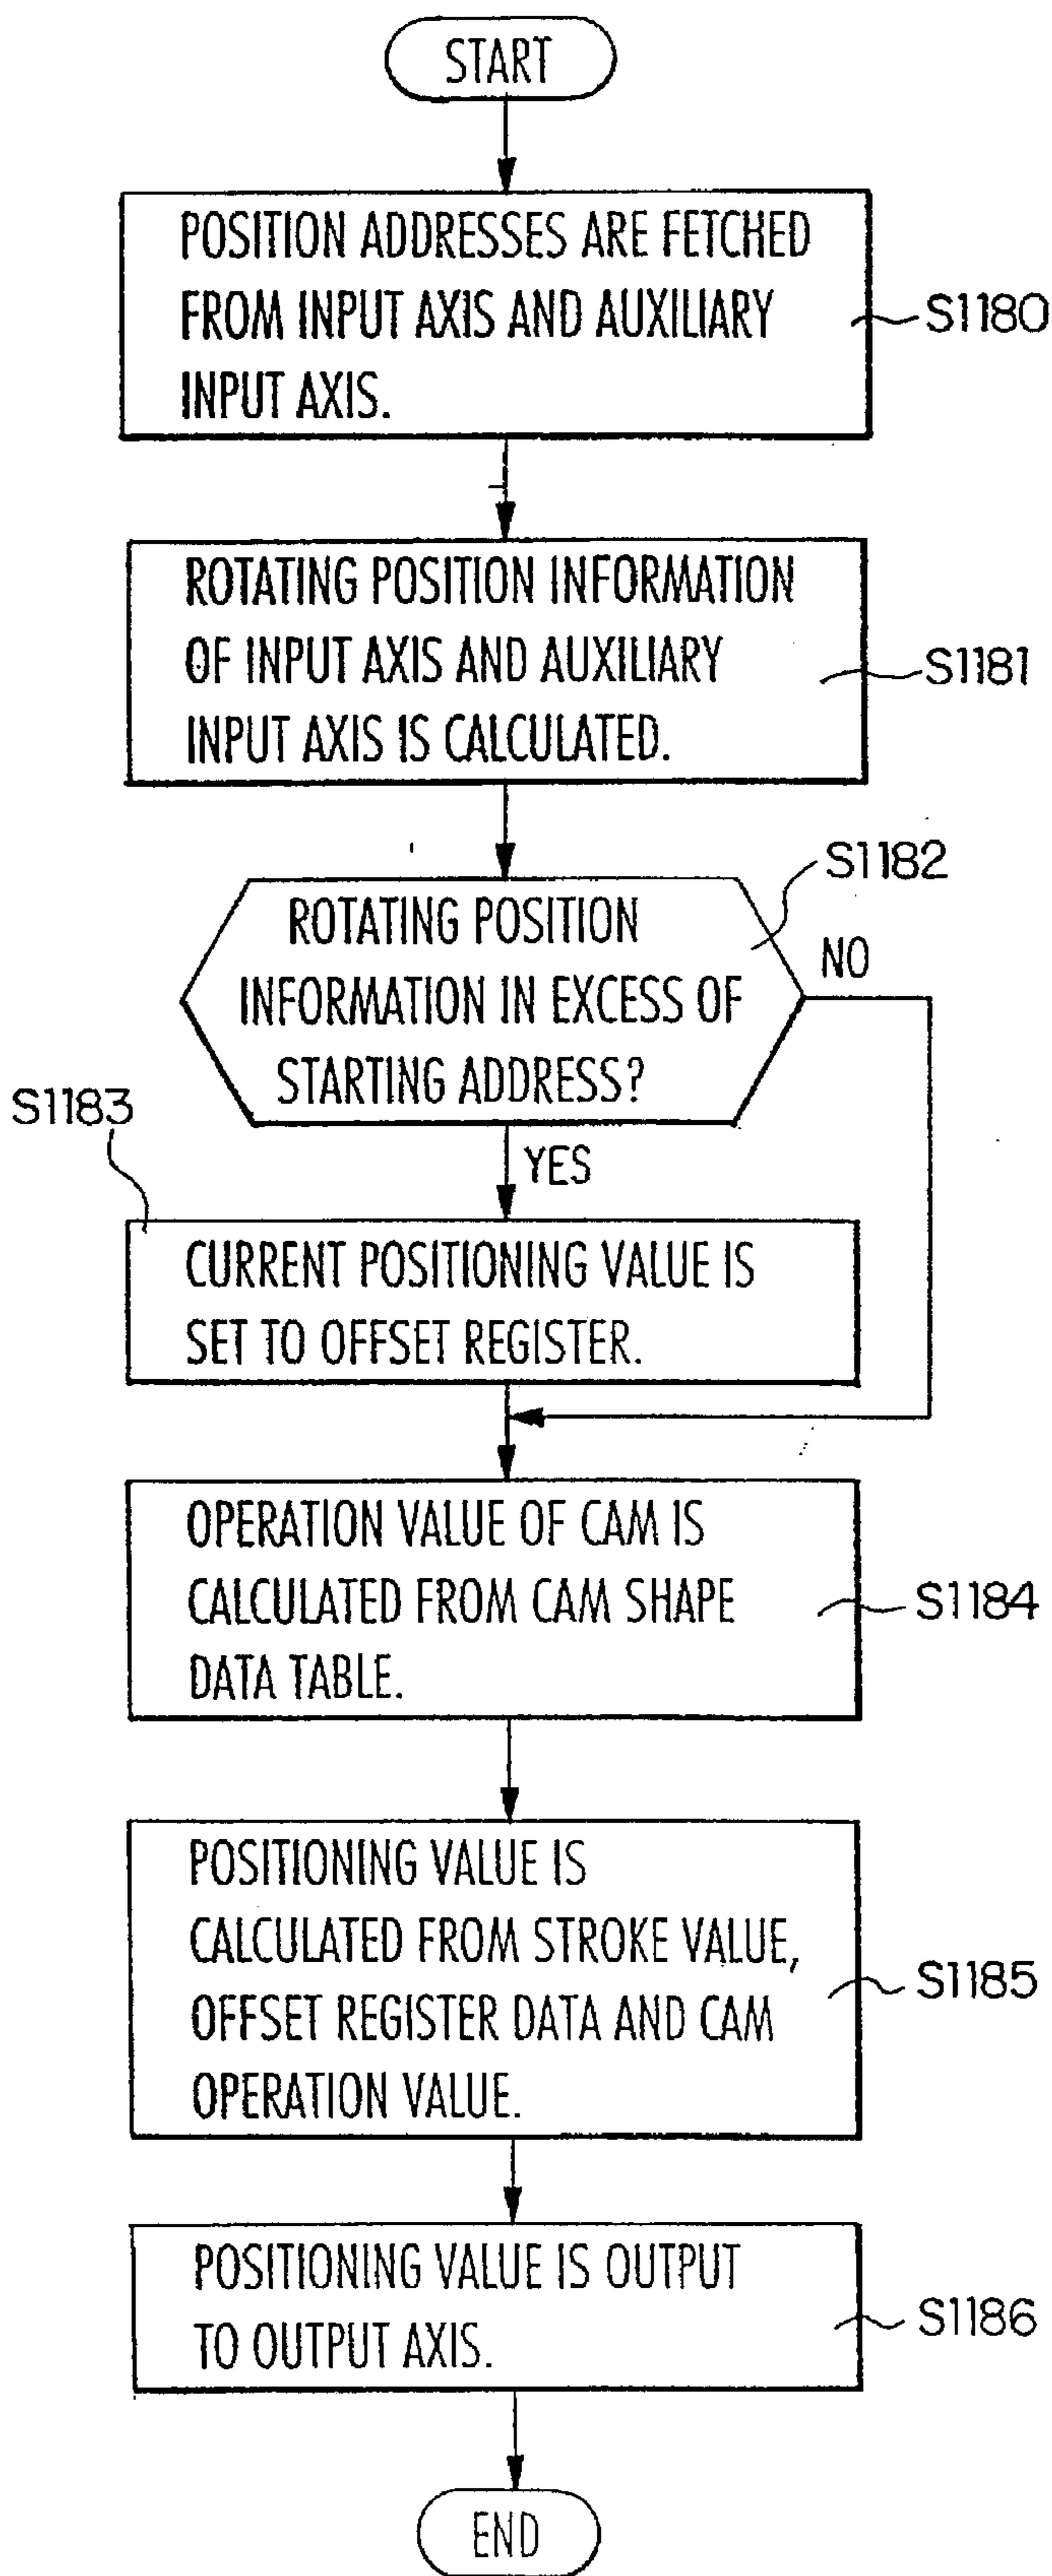 START
POSITION ADDRESSES ARE FETCHED
FROM INPUT AXIS AND AUXILIARY
INPUT AXIS.
S1180
ROTATING POSITION INFORMATION
OF INPUT AXIS AND AUXILIARY
INPUT AXIS IS CALCULATED.
S1181
S1182
ROTATING POSITION
INFORMATION IN EXCESS OF
STARTING ADDRESS?
NO
YES
S1183
CURRENT POSITIONING VALUE IS
SET TO OFFSET REGISTER.
OPERATION VALUE OF CAM IS
CALCULATED FROM CAM SHAPE
DATA TABLE.
S1184
POSITIONING VALUE IS
CALCULATED FROM STROKE VALUE,
OFFSET REGISTER DATA AND CAM
OPERATION VALUE.
S1185
POSITIONING VALUE IS OUTPUT
TO OUTPUT AXIS.
S1186
END